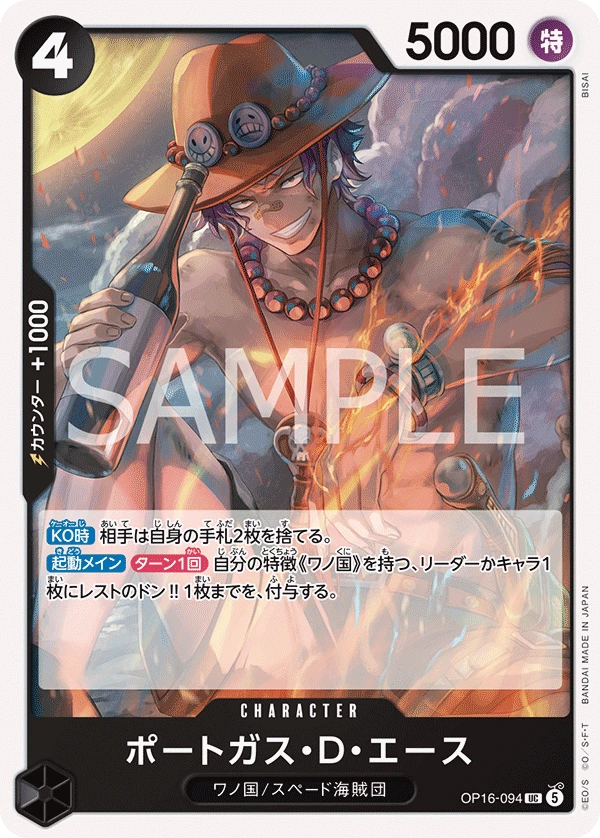 4
5000
特
BISAI
カウンター +1000
SAMPLE
KO時 相手は自身の手札2枚を捨てる。
起動メイン ターン1回 自分の特徴《ワノ国》を持つ、リーダーかキャラ1
枚にレストのドン!!1枚までを、付与する。
CHARACTER
ポートガス・D・エース
ワノ国/スペード海賊団
OP16-094 UC 5
©E.O/S ©O/S・F・T BANDAI MADE IN JAPAN